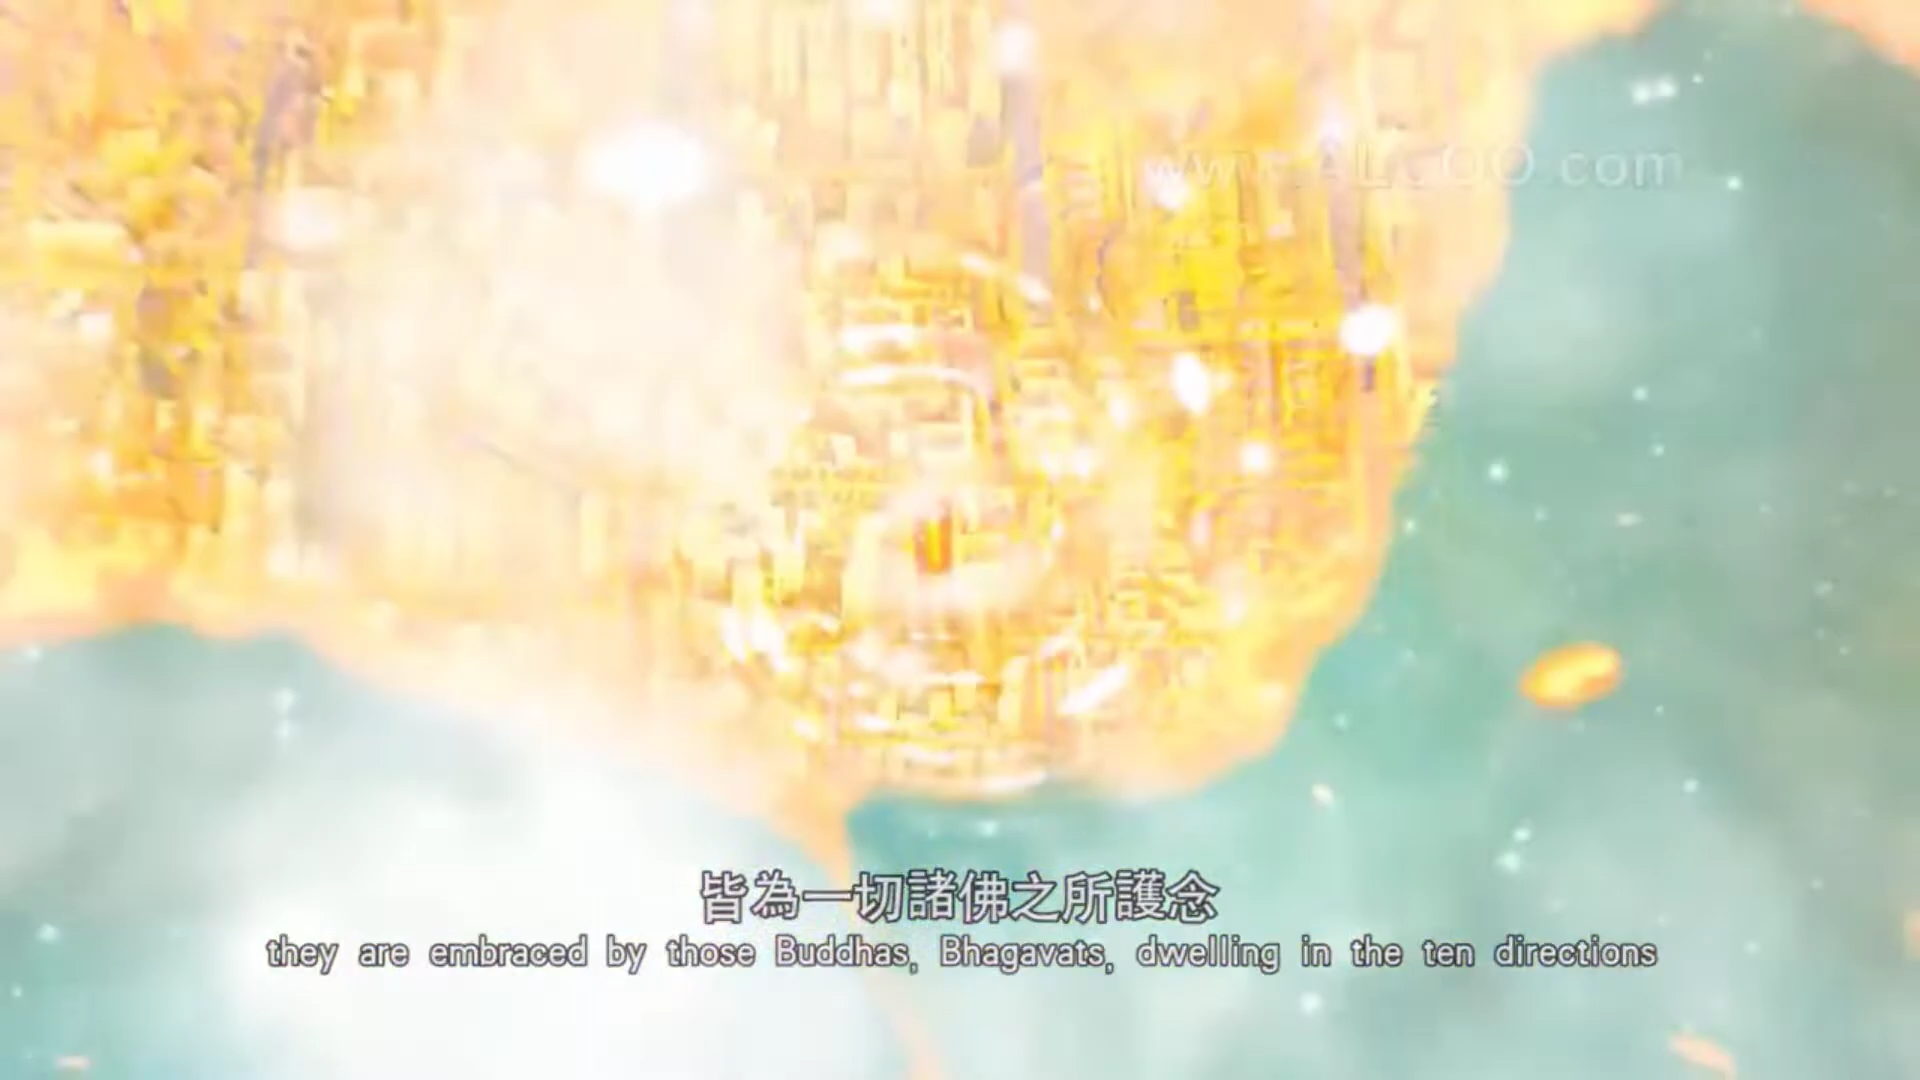 皆為一切諸佛之所護念
they are embraced by those Buddhas, Bhagavats, dwelling in the ten directions